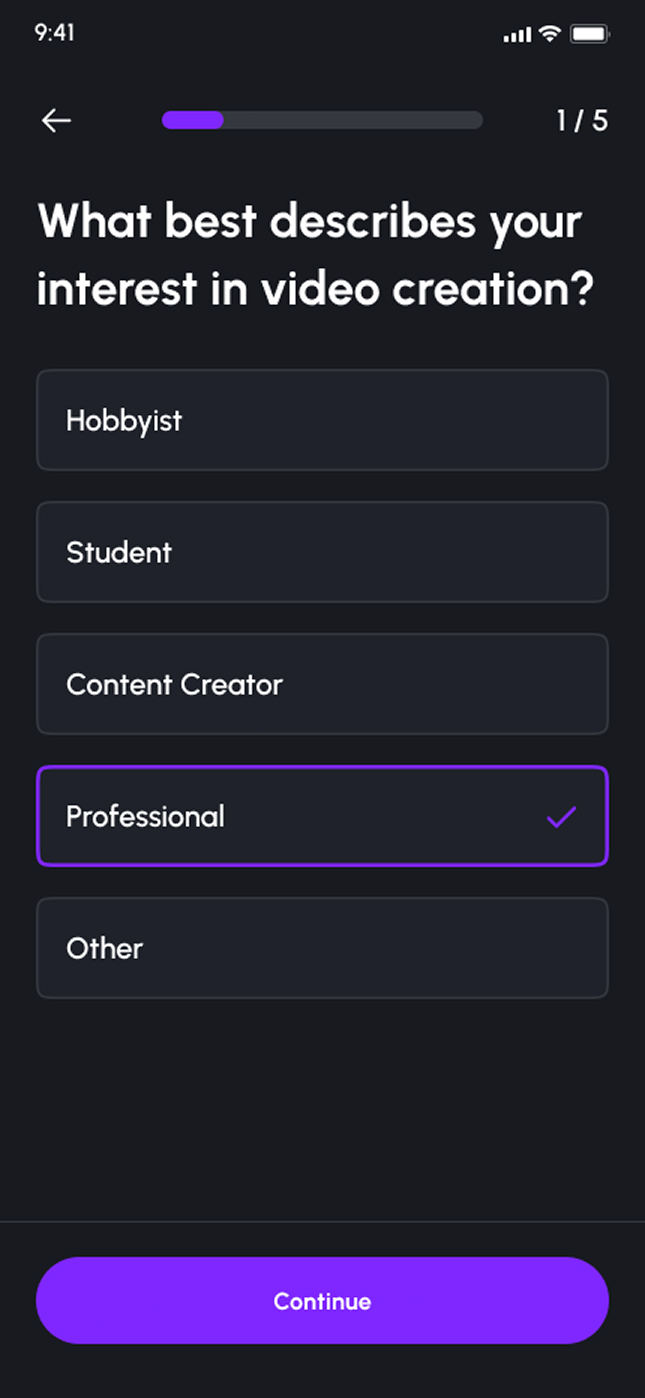 9:41
1 / 5
What best describes your
interest in video creation?
Hobbyist
Student
Content Creator
Professional
Other
Continue